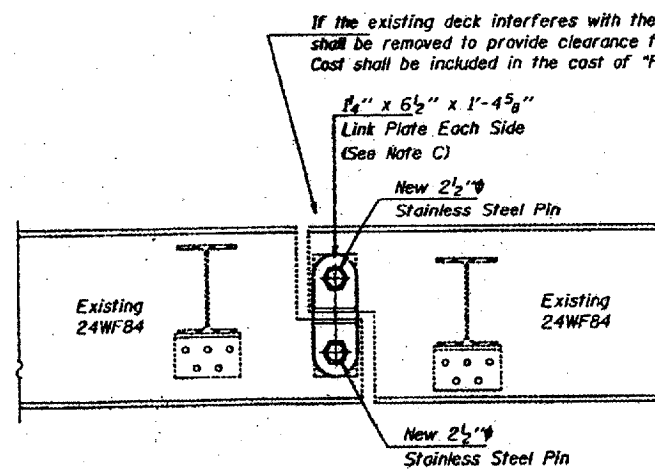 If the existing deck interferes with the
shall be removed to provide clearance f
Cost shall be included in the cost of "F
1¼" x 6½" x 1'-4⅝"
Link Plate Each Side
(See Note C)
New 2½"ϕ
Stainless Steel Pin
Existing
24WF84
Existing
24WF84
New 2½"ϕ
Stainless Steel Pin